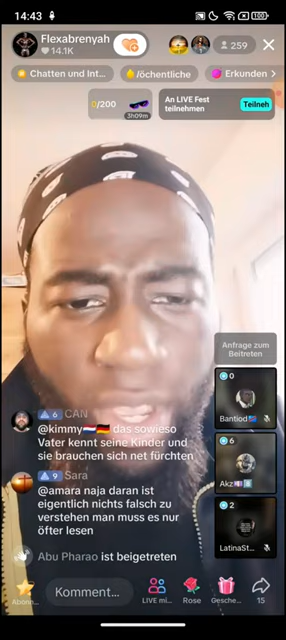 14:43
100
Flexabrenyah
14.1K
259
Chatten und Int...
/öchentliche
Erkunden
0/200
3h09m
An LIVE Fest
teilnehmen
Teilneh
Anfrage zum
Beitreten
0
Bantiod
6
Akz
2
LatinaSt...
6 CAN
@kimmy🇳🇱🇩🇪 das sowieso
Vater kennt seine Kinder und
sie brauchen sich net fürchten
9 Sara
@amara naja daran ist
eigentlich nichts falsch zu
verstehen man muss es nur
öfter lesen
Abu Pharao ist beigetreten
Abonn...
Komment...
LIVE mi...
Rose
Gesche...
15